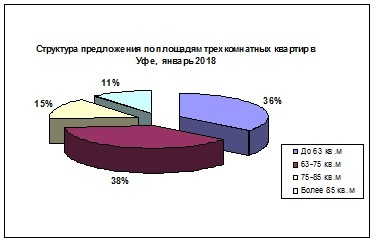 Структура предложения по площадям трехкомнатных квартир в
Уфе, январь 2018
11%
15%
36%
38%
До 63 кв.м
63-75 кв.м
75-85 кв.м
Более 85 кв.м